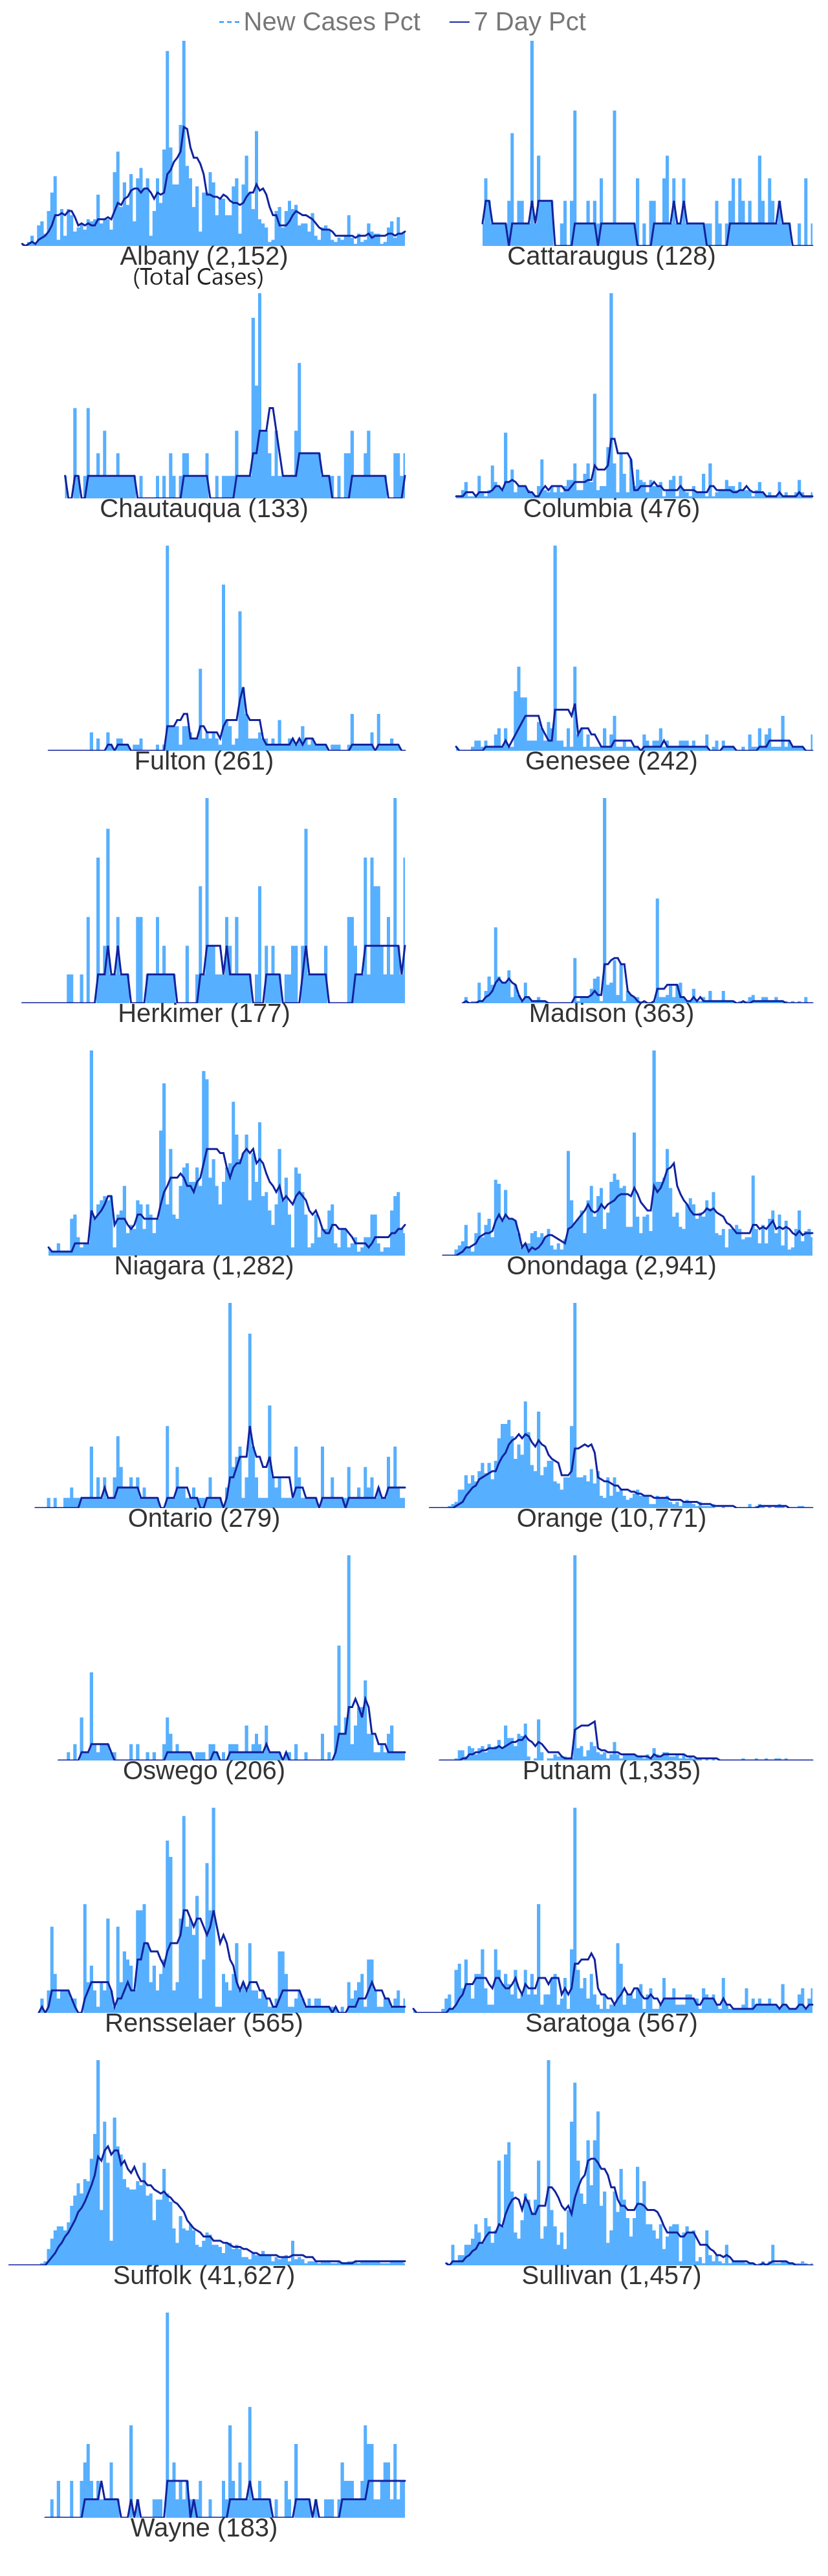 New Cases Pct 7 Day Pct
Albany (2,152) Cattaraugus (128)
(Total Cases)
Chautauqua (133) Columbia (476)
Fulton (261) Genesee (242)
Herkimer (177) Madison (363)
Niagara (1,282) Onondaga (2,941)
Ontario (279) Orange (10,771)
Oswego (206) Putnam (1,335)
Rensselaer (565) Saratoga (567)
Suffolk (41,627) Sullivan (1,457)
Wayne (183)